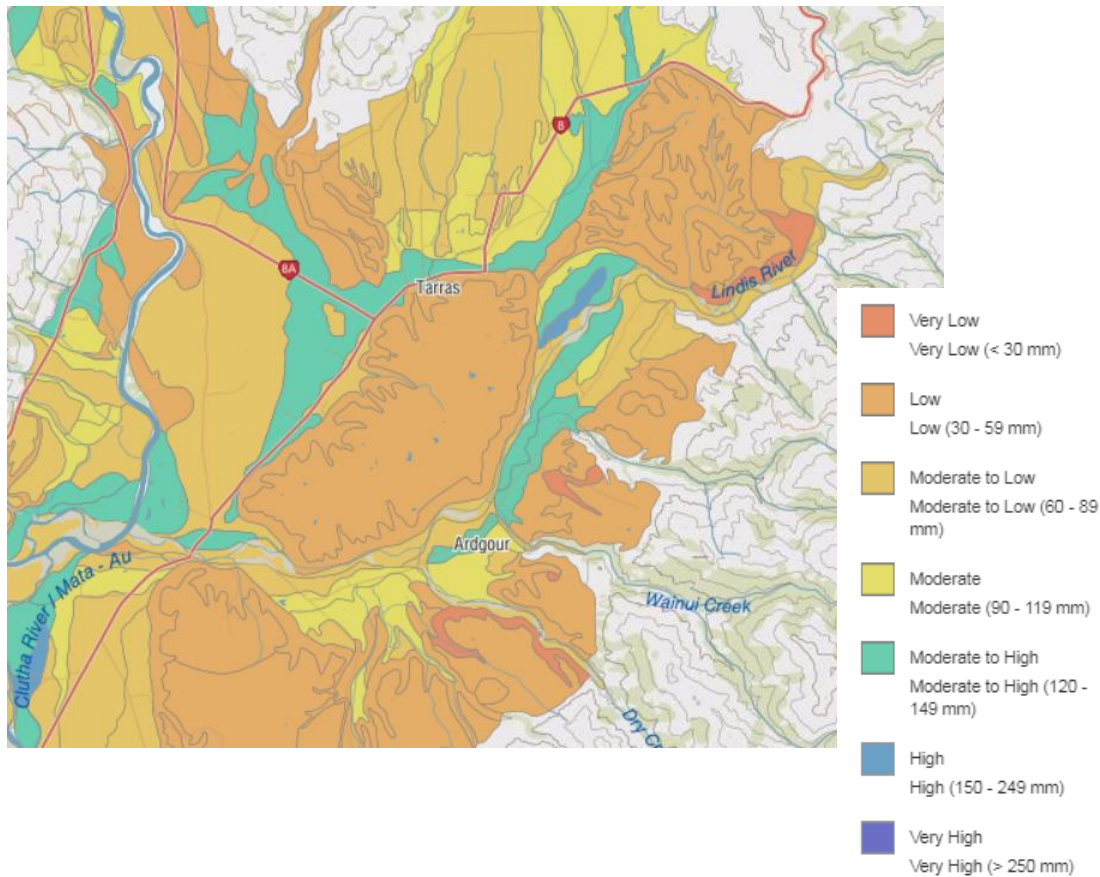 8
8A
Tarras
Lindis River
Ardgour
Clutha River / Mata - Au
Wainui Creek
Dry Cr
Very Low
Very Low (< 30 mm)
Low
Low (30 - 59 mm)
Moderate to Low
Moderate to Low (60 - 89
mm)
Moderate
Moderate (90 - 119 mm)
Moderate to High
Moderate to High (120 -
149 mm)
High
High (150 - 249 mm)
Very High
Very High (> 250 mm)